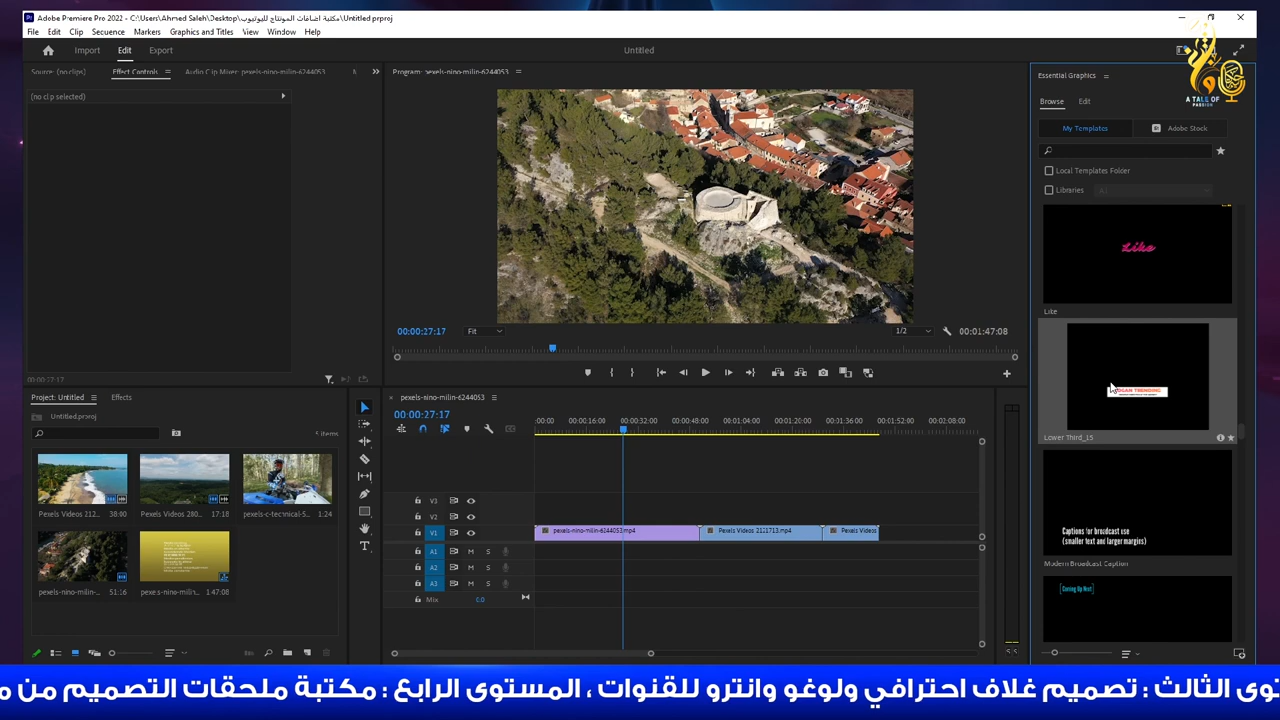 Adobe Premiere Pro 2022 - C:\Users\Ahmed Saleh\Desktop\مكتبة اضافات المونتاج لليوتيوب\Untitled.prproj
File Edit Clip Sequence Markers Graphics and Titles View Window Help
Import Edit Export
Untitled
A TALE OF
PASSION
Source: (no clips) Effect Controls Audio Clip Mixer: pexels-nino-milin-6244053
Program: pexels-nino-milin-6244053
Essential Graphics
(no clip selected)
Browse Edit
My Templates Adobe Stock
Local Templates Folder
Libraries All
Like
Like
00:00:27:17 Fit 1/2 00:01:47:08
00:00:27:17
Lower Third_15
Project: Untitled Effects
Untitled.prproj
5 items
Pexels Videos 212... 38:00
Pexels Videos 280... 17:18
pexels-c-technical-5... 1:24
pexels-nino-milin-... 51:16
pexels-nino-milin... 1:47:08
pexels-nino-milin-6244053
00:00:27:17
:00:00 00:00:16:00 00:00:32:00 00:00:48:00 00:01:04:00 00:01:20:00 00:01:36:00 00:01:52:00 00:02:08:00
V3
V2
V1
pexels-nino-milin-6244053.mp4 Pexels Videos 2121713.mp4 Pexels Videos
A1 M S
A2 M S
A3 M S
Mix 0.0
S S
Captions for broadcast use
(smaller text and larger margins)
Modern Broadcast Caption
Coming Up Next
توى الثالث : تصميم غلاف احترافي ولوغو وانترو للقنوات ، المستوى الرابع : مكتبة ملحقات التصميم من م